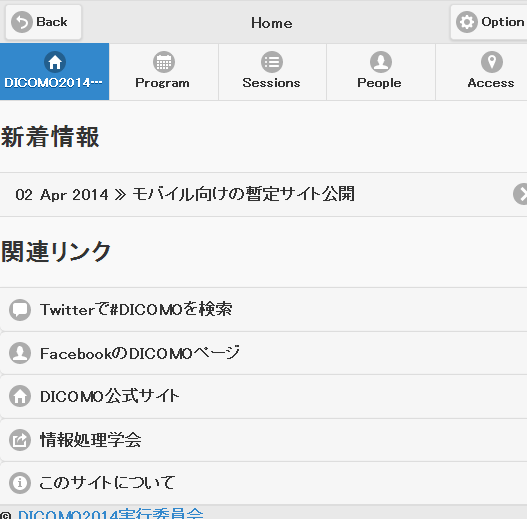 Back
Home
Option
DICOMO2014…
Program
Sessions
People
Access
新着情報
02 Apr 2014 ≫ モバイル向けの暫定サイト公開
関連リンク
Twitterで#DICOMOを検索
FacebookのDICOMOページ
DICOMO公式サイト
情報処理学会
このサイトについて
© DICOMO2014実行委員会